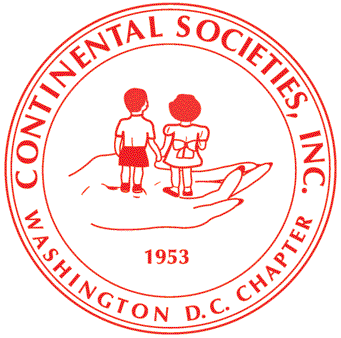 CONTINENTAL SOCIETIES, INC.
1953
WASHINGTON D.C. CHAPTER